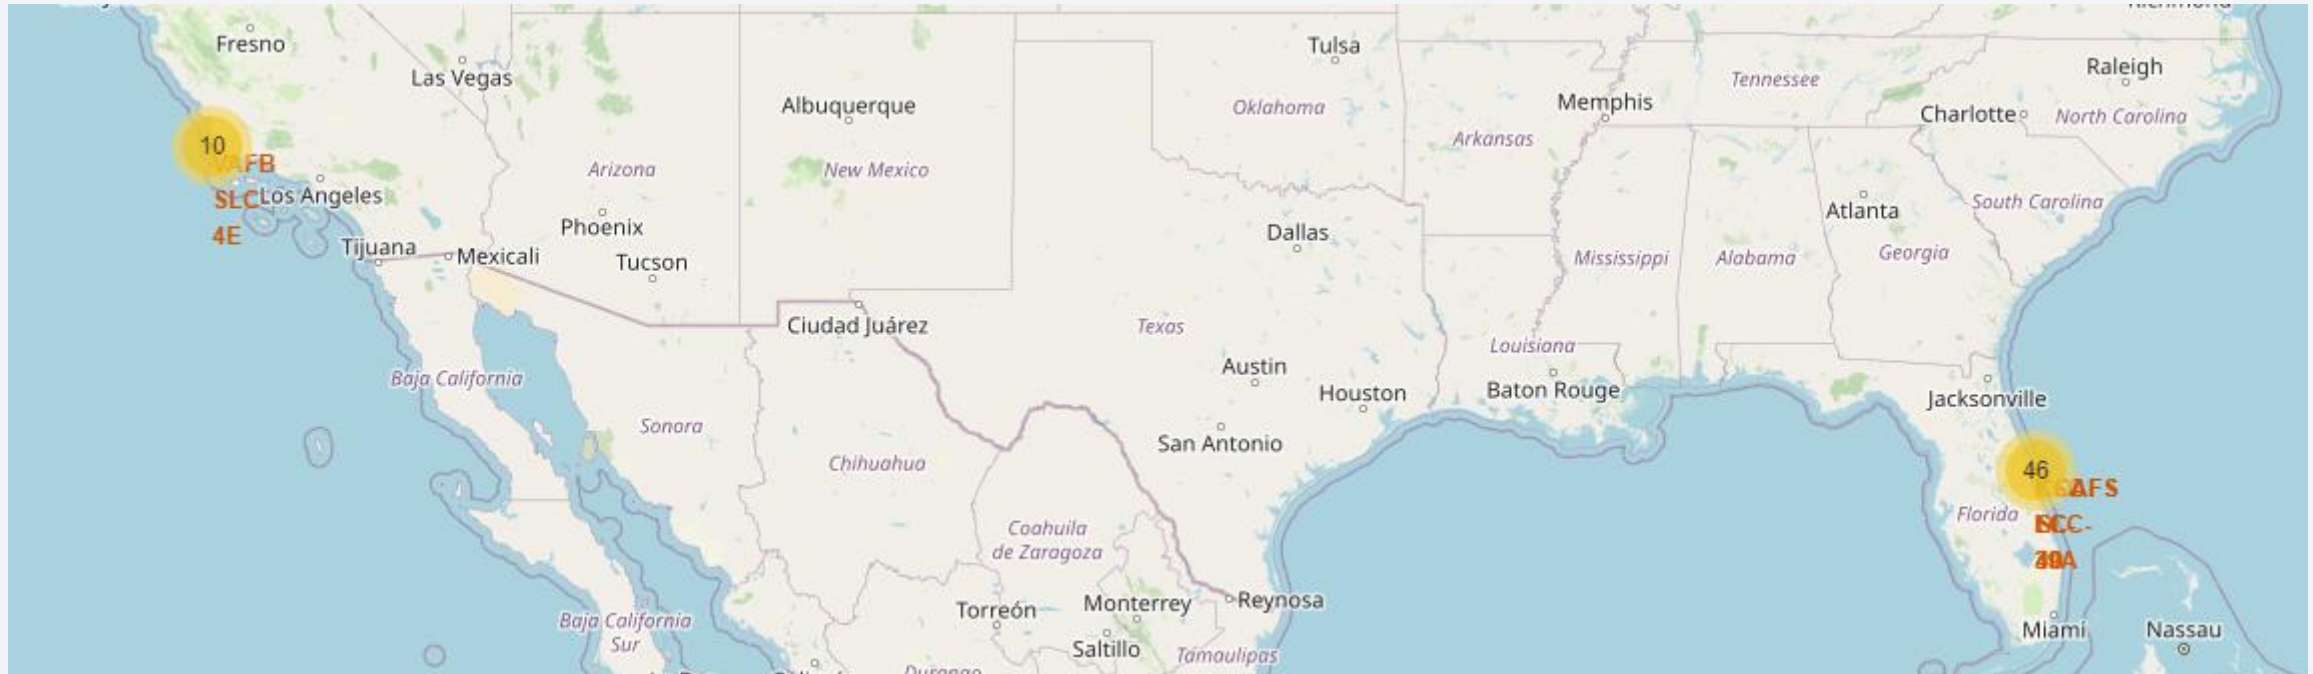 Fresno
Las Vegas
Albuquerque
Tulsa
Oklahoma
Memphis
Tennessee
Raleigh
Charlotte
North Carolina
Arkansas
10
VAFB
SLC
4E
Los Angeles
Arizona
New Mexico
Phoenix
Tucson
Tijuana
Mexicali
Dallas
Atlanta
South Carolina
Mississippi
Alabama
Georgia
Ciudad Juárez
Texas
Louisiana
Austin
Houston
Baton Rouge
Jacksonville
Baja California
Sonora
Chihuahua
San Antonio
46
Florida
Coahuila
de Zaragoza
Torreón
Monterrey
Reynosa
Saltillo
Tamaulipas
Baja California
Sur
Miami
Nassau